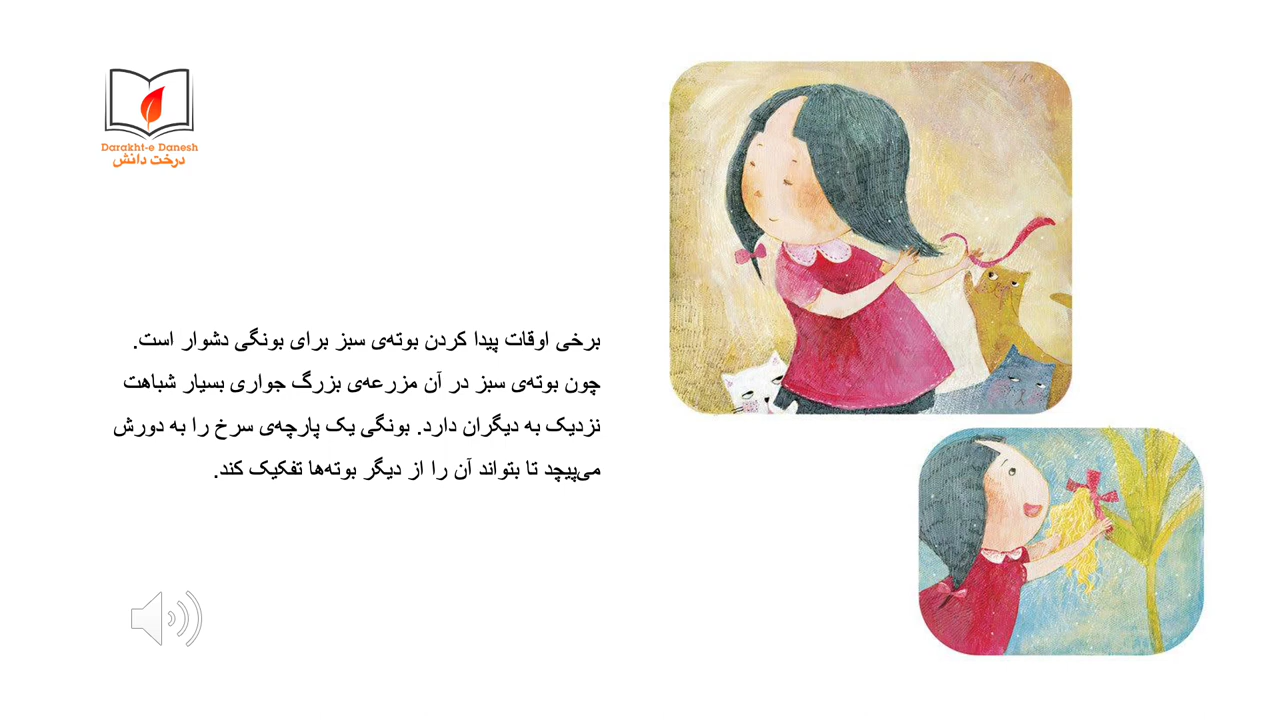 Darakht-e Danesh
درخت دانش
برخی اوقات پیدا کردن بوته‌ی سبز برای بونگی دشوار است.
چون بوته‌ی سبز در آن مزرعه‌ی بزرگ جواری بسیار شباهت
نزدیک به دیگران دارد. بونگی یک پارچه‌ی سرخ را به دورش
می‌پیچد تا بتواند آن را از دیگر بوته‌ها تفکیک کند.